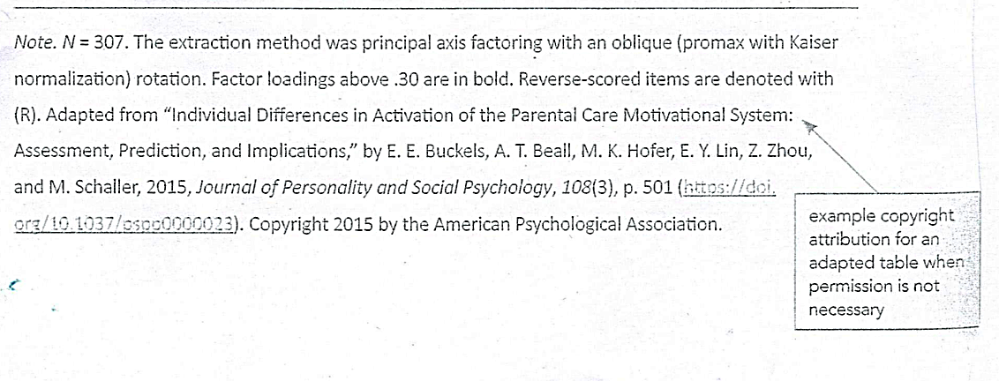 Note. N = 307. The extraction method was principal axis factoring with an oblique (promax with Kaiser
normalization) rotation. Factor loadings above .30 are in bold. Reverse-scored items are denoted with
(R). Adapted from “Individual Differences in Activation of the Parental Care Motivational System:
Assessment, Prediction, and Implications,” by E. E. Buckels, A. T. Beall, M. K. Hofer, E. Y. Lin, Z. Zhou,
and M. Schaller, 2015, Journal of Personality and Social Psychology, 108(3), p. 501 (https://doi.
org/10.1037/pspp0000023). Copyright 2015 by the American Psychological Association.
example copyright
attribution for an
adapted table when
permission is not
necessary